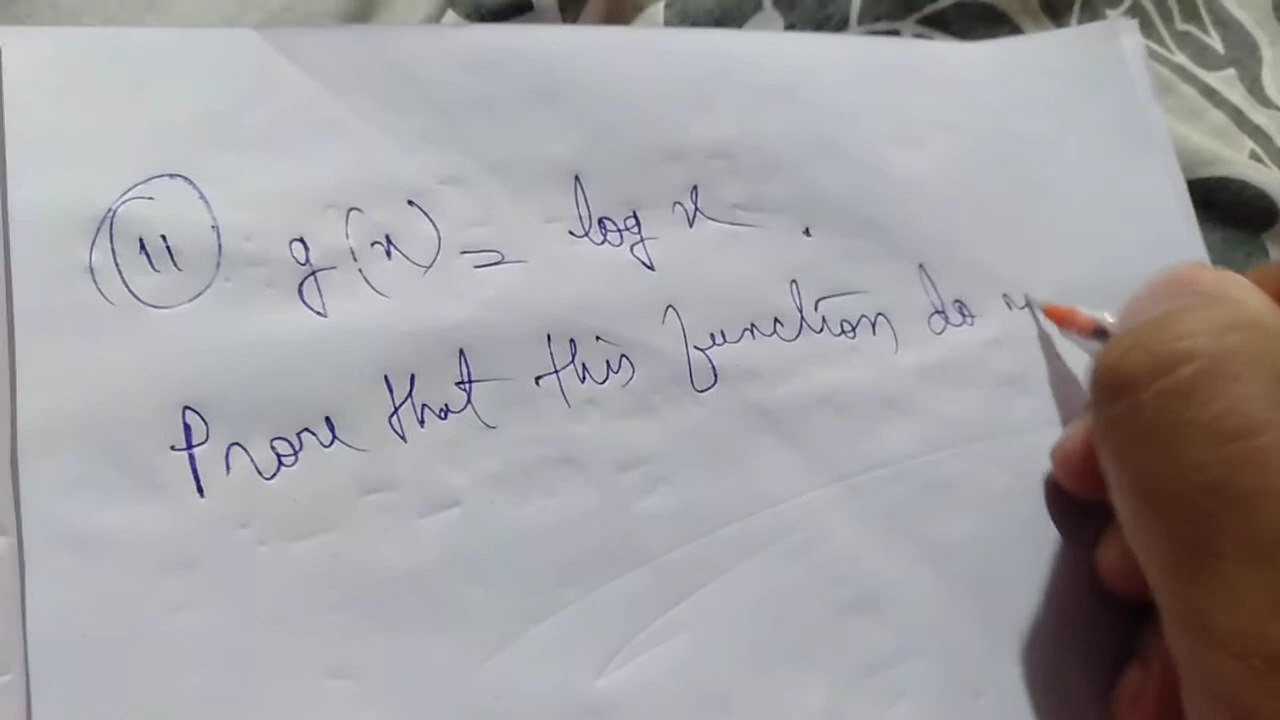 11 g(x) = log x .
Prove that this function do